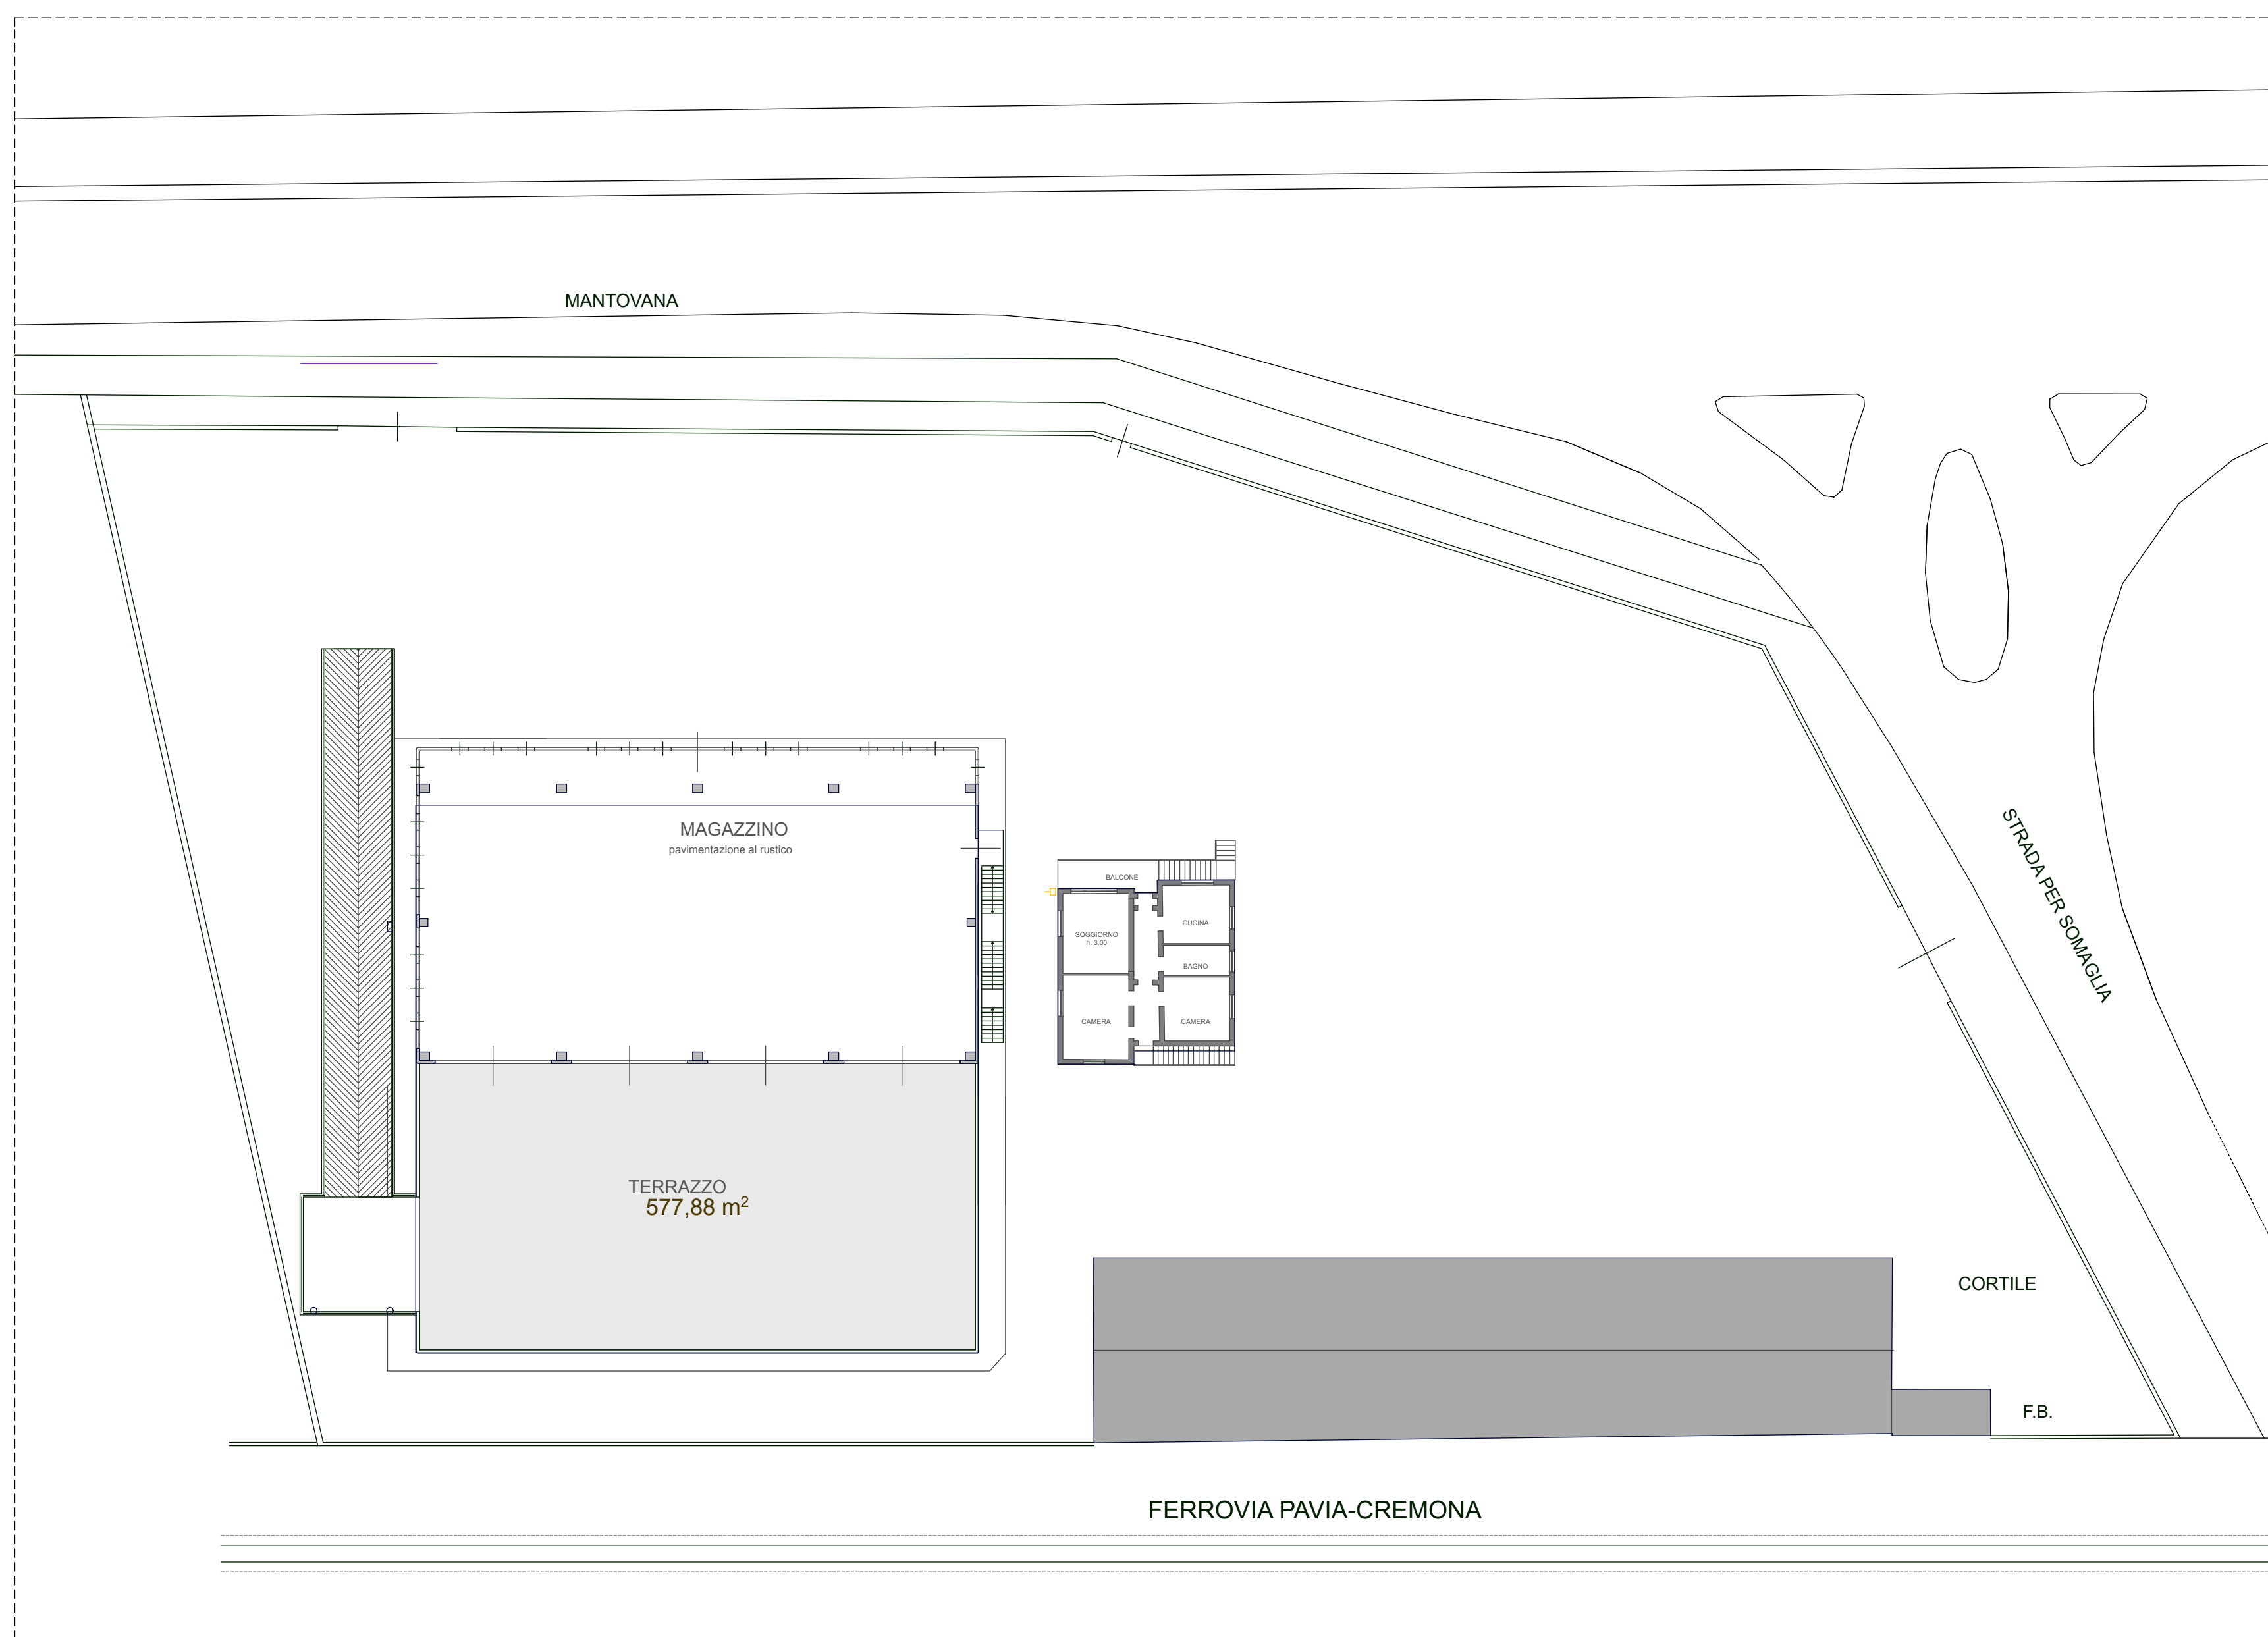 MANTOVANA
MAGAZZINO
pavimentazione al rustico
STRADA PER SOMAGLIA
BALCONE
CUCINA
SOGGIORNO
h. 3,00
BAGNO
CAMERA
CAMERA
TERRAZZO
577,88 m²
CORTILE
F.B.
FERROVIA PAVIA-CREMONA